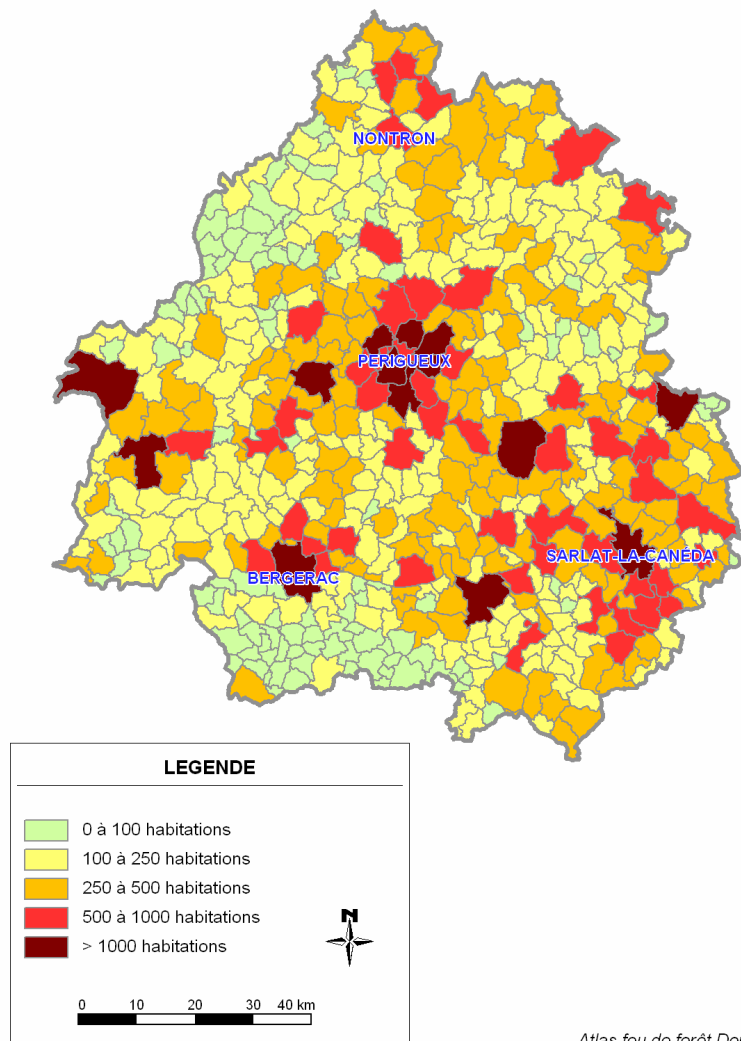 NONTRON
PERIGUEUX
SARLAT-LA-CANÉDA
BERGERAC
LEGENDE
0 à 100 habitations
100 à 250 habitations
250 à 500 habitations
500 à 1000 habitations
> 1000 habitations
N
0 10 20 30 40 km
Atlas feu de forêt